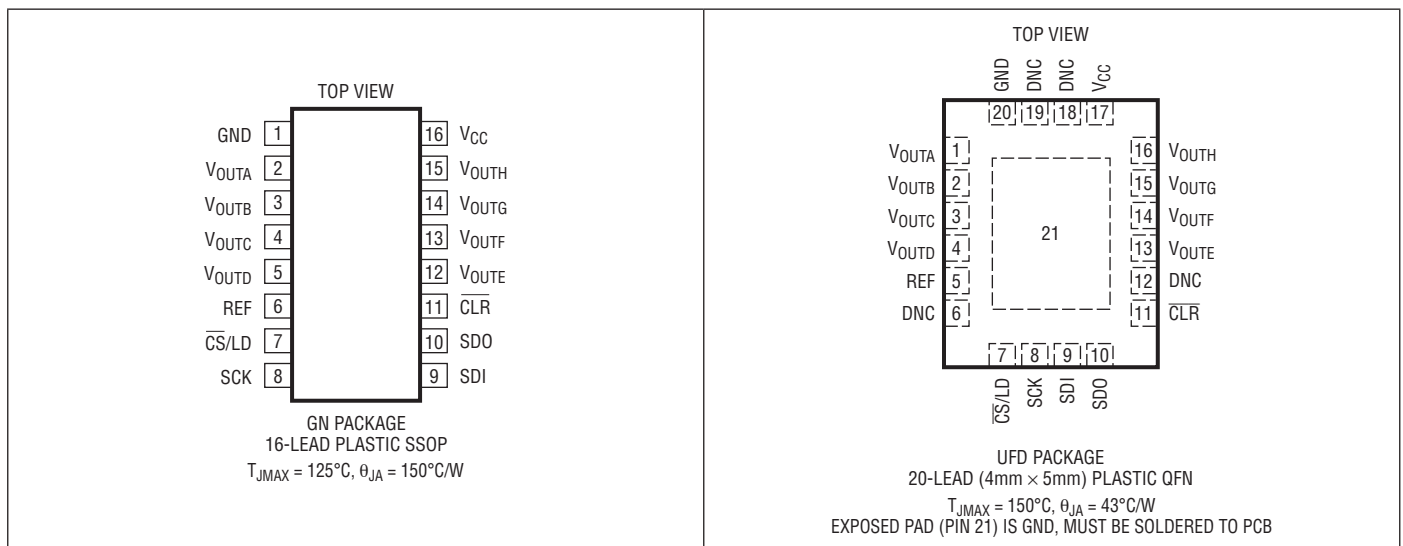 TOP VIEW
GND 1
VOUTA 2
VOUTB 3
VOUTC 4
VOUTD 5
REF 6
C̅S̅/LD 7
SCK 8
16 VCC
15 VOUTH
14 VOUTG
13 VOUTF
12 VOUTE
11 C̅L̅R̅
10 SDO
9 SDI
GN PACKAGE
16-LEAD PLASTIC SSOP
TJMAX = 125°C, θJA = 150°C/W
TOP VIEW
GND DNC DNC VCC
20 19 18 17
VOUTA 1
VOUTB 2
VOUTC 3
VOUTD 4
REF 5
DNC 6
21
16 VOUTH
15 VOUTG
14 VOUTF
13 VOUTE
12 DNC
11 C̅L̅R̅
7 8 9 10
C̅S̅/LD SCK SDI SDO
UFD PACKAGE
20-LEAD (4mm × 5mm) PLASTIC QFN
TJMAX = 150°C, θJA = 43°C/W
EXPOSED PAD (PIN 21) IS GND, MUST BE SOLDERED TO PCB